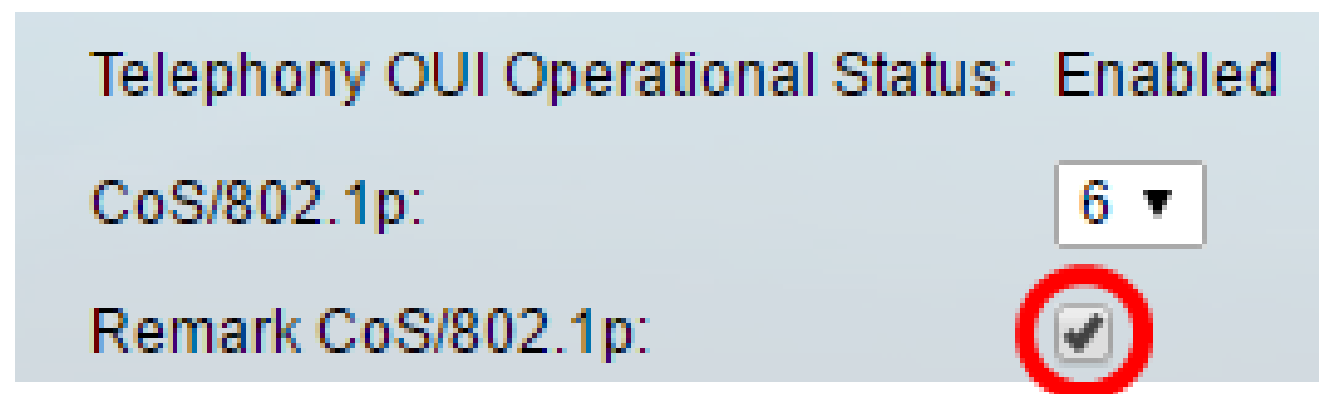 Telephony OUI Operational Status: Enabled
CoS/802.1p: 6
Remark CoS/802.1p: